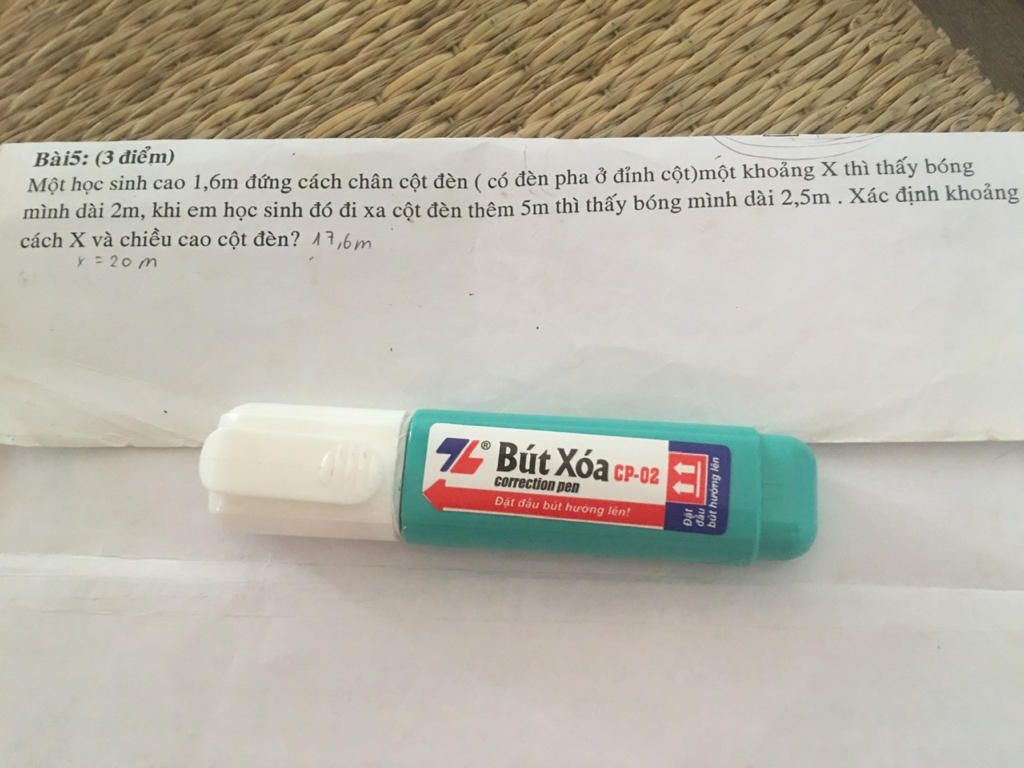 Bài5: (3 điểm)
Một học sinh cao 1,6m đứng cách chân cột đèn ( có đèn pha ở đỉnh cột)một khoảng X thì thấy bóng
mình dài 2m, khi em học sinh đó đi xa cột đèn thêm 5m thì thấy bóng mình dài 2,5m . Xác định khoảng
cách X và chiều cao cột đèn? 17,6m
x = 20 m
TL®
Bút Xóa CP-02
correction pen
Đặt đầu bút hướng lên!
Đặt
đầu
bút hướng lên